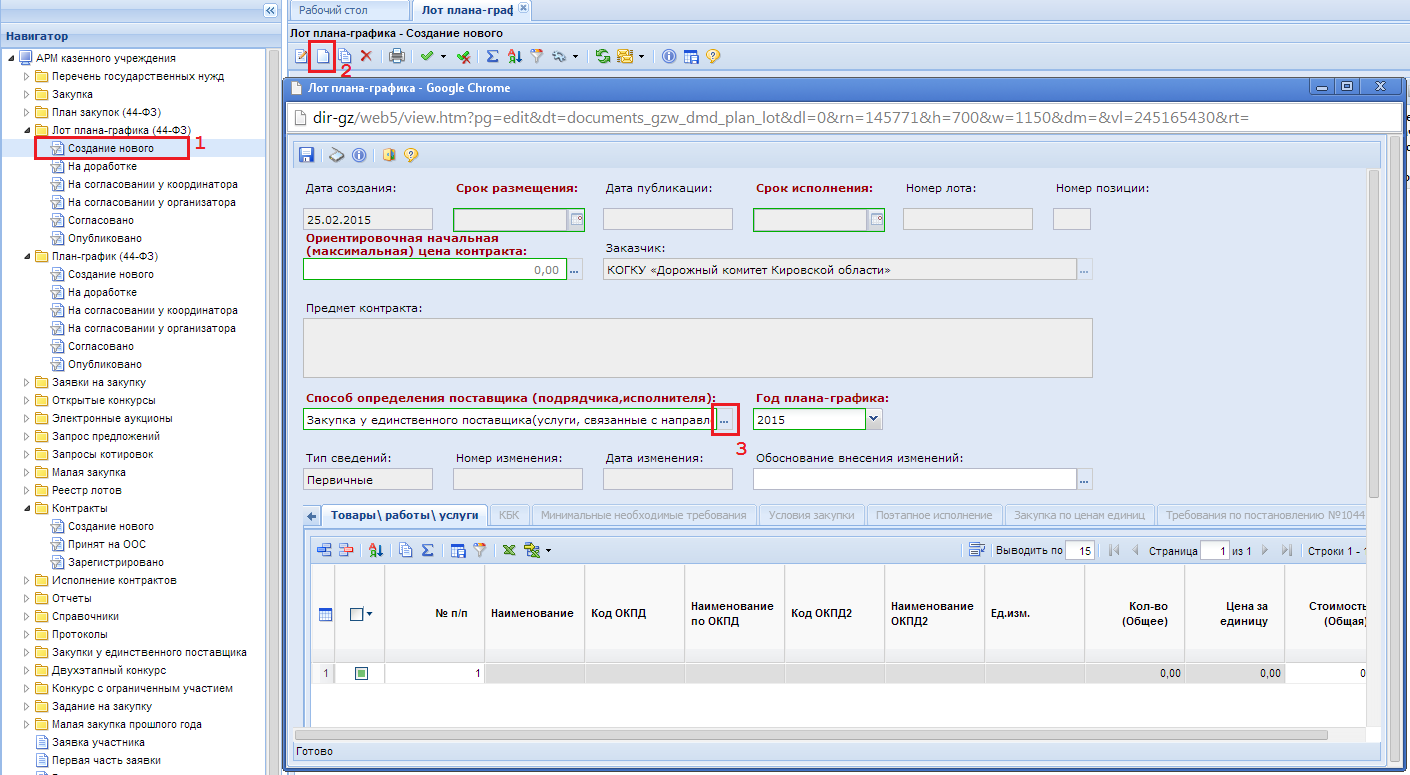 Рабочий стол
Лот плана-граф
Навигатор
Лот плана-графика - Создание нового
АРМ казенного учреждения
Перечень государственных нужд
Закупка
План закупок (44-ФЗ)
Лот плана-графика (44-ФЗ)
Создание нового
1
На доработке
На согласовании у координатора
На согласовании у организатора
Согласовано
Опубликовано
План-график (44-ФЗ)
Создание нового
На доработке
На согласовании у координатора
На согласовании у организатора
Согласовано
Опубликовано
Заявки на закупку
Открытые конкурсы
Электронные аукционы
Запрос предложений
Запросы котировок
Малая закупка
Реестр лотов
Контракты
Создание нового
Принят на ООС
Зарегистрировано
Исполнение контрактов
Отчеты
Справочники
Протоколы
Закупки у единственного поставщика
Двухэтапный конкурс
Конкурс с ограниченным участием
Задание на закупку
Малая закупка прошлого года
Заявка участника
Первая часть заявки
2
Лот плана-графика - Google Chrome
dir-gz/web5/view.htm?pg=edit&dt=documents_gzw_dmd_plan_lot&dl=0&rn=145771&h=700&w=1150&dm=&vl=245165430&rt=
Дата создания: Срок размещения: Дата публикации: Срок исполнения: Номер лота: Номер позиции:
25.02.2015
Ориентировочная начальная
(максимальная) цена контракта: Заказчик:
0,00 ... КОГКУ «Дорожный комитет Кировской области» ...
Предмет контракта:
Способ определения поставщика (подрядчика,исполнителя): Год плана-графика:
Закупка у единственного поставщика(услуги, связанные с направл ... 2015
3
Тип сведений: Номер изменения: Дата изменения: Обоснование внесения изменений:
Первичные ...
Товары\ работы\ услуги КБК Минимальные необходимые требования Условия закупки Поэтапное исполнение Закупка по ценам единиц Требования по постановлению №1044
Выводить по 15 Страница 1 из 1 Строки 1 - 1
№ п/п Наименование Код ОКПД Наименование по ОКПД Код ОКПД2 Наименование ОКПД2 Ед.изм. Кол-во (Общее) Цена за единицу Стоимость (Общая)
1 1 0,00 0,00 0
Готово